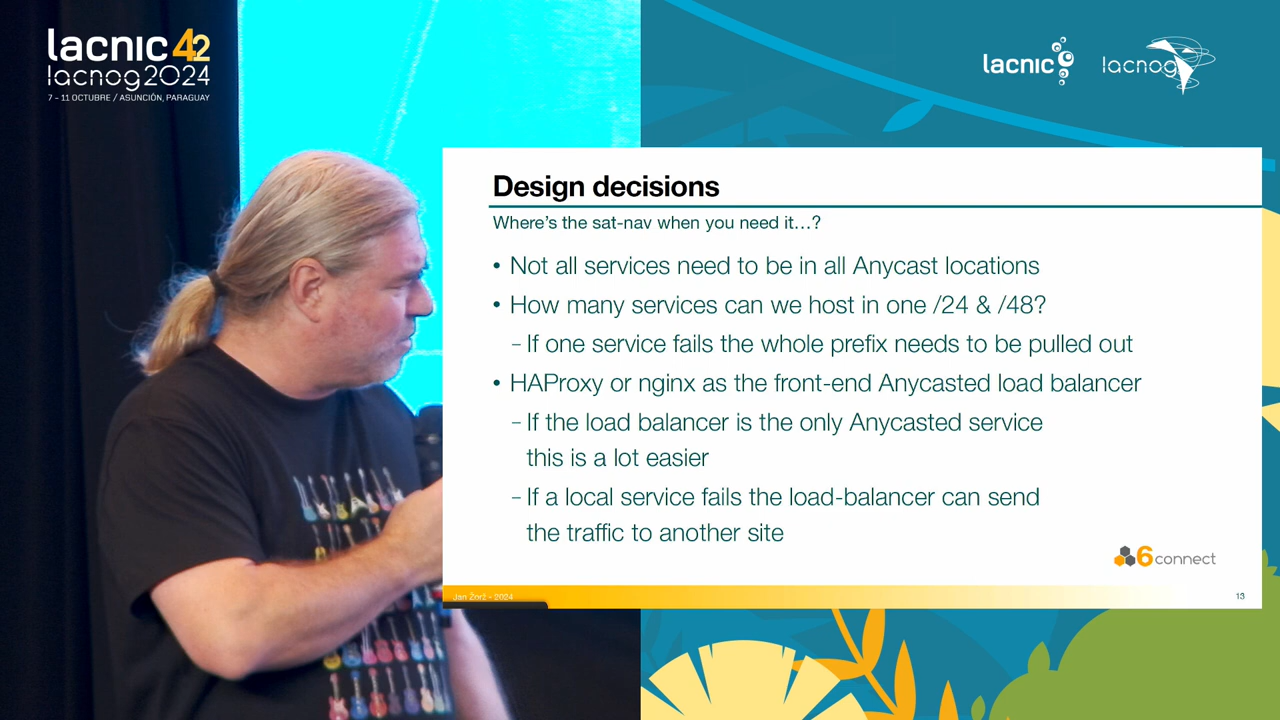 lacnic 42
lacnog2024
7 - 11 OCTUBRE / ASUNCIÓN, PARAGUAY
lacnic
lacnog
Design decisions
Where's the sat-nav when you need it...?
• Not all services need to be in all Anycast locations
• How many services can we host in one /24 & /48?
– If one service fails the whole prefix needs to be pulled out
• HAProxy or nginx as the front-end Anycasted load balancer
– If the load balancer is the only Anycasted service
this is a lot easier
– If a local service fails the load-balancer can send
the traffic to another site
6connect
Jan Žorž - 2024
13